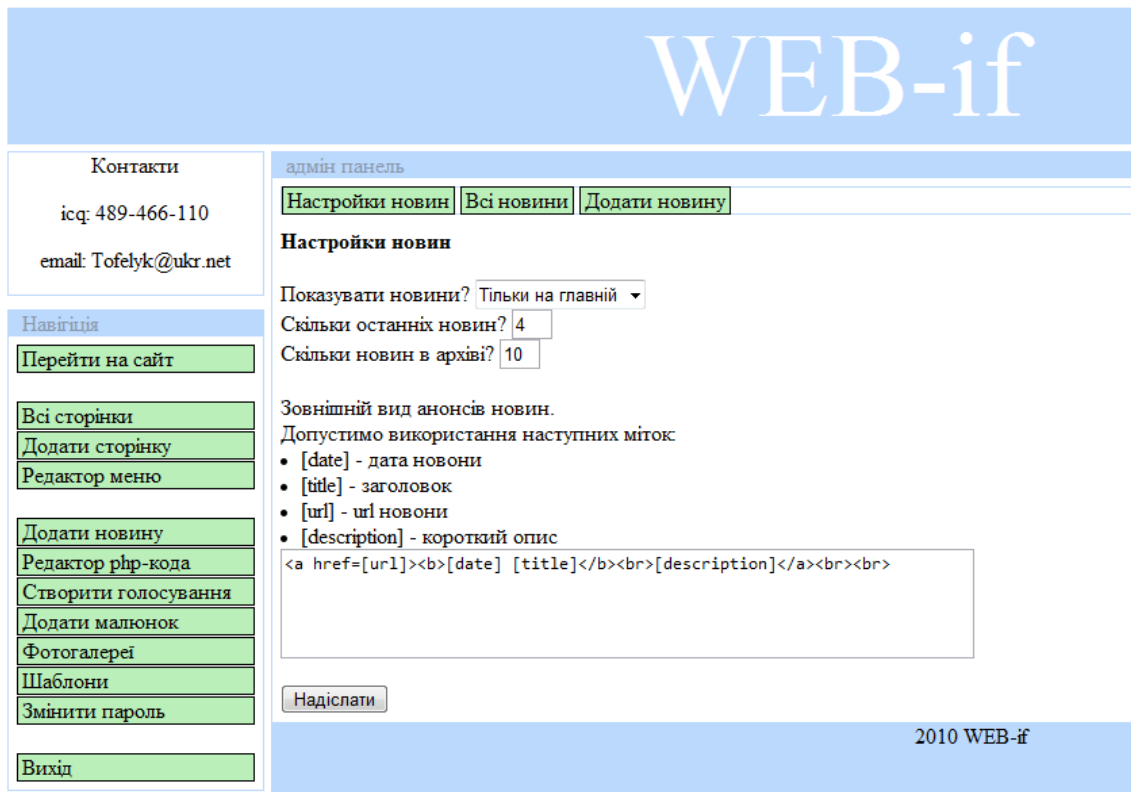 WEB-if
Контакти
icq: 489-466-110
email: Tofelyk@ukr.net
Навігіція
Перейти на сайт
Всі сторінки
Додати сторінку
Редактор меню
Додати новину
Редактор php-кода
Створити голосування
Додати малюнок
Фотогалереї
Шаблони
Змінити пароль
Вихід
адмін панель
Настройки новин Всі новини Додати новину
Настройки новин
Показувати новини? Тільки на главній
Скільки останніх новин? 4
Скільки новин в архіві? 10
Зовнішній вид анонсів новин.
Допустимо використання наступних міток:
• [date] - дата новони
• [title] - заголовок
• [url] - url новони
• [description] - короткий опис
<a href=[url]><b>[date] [title]</b><br>[description]</a><br><br>
Надіслати
2010 WEB-if